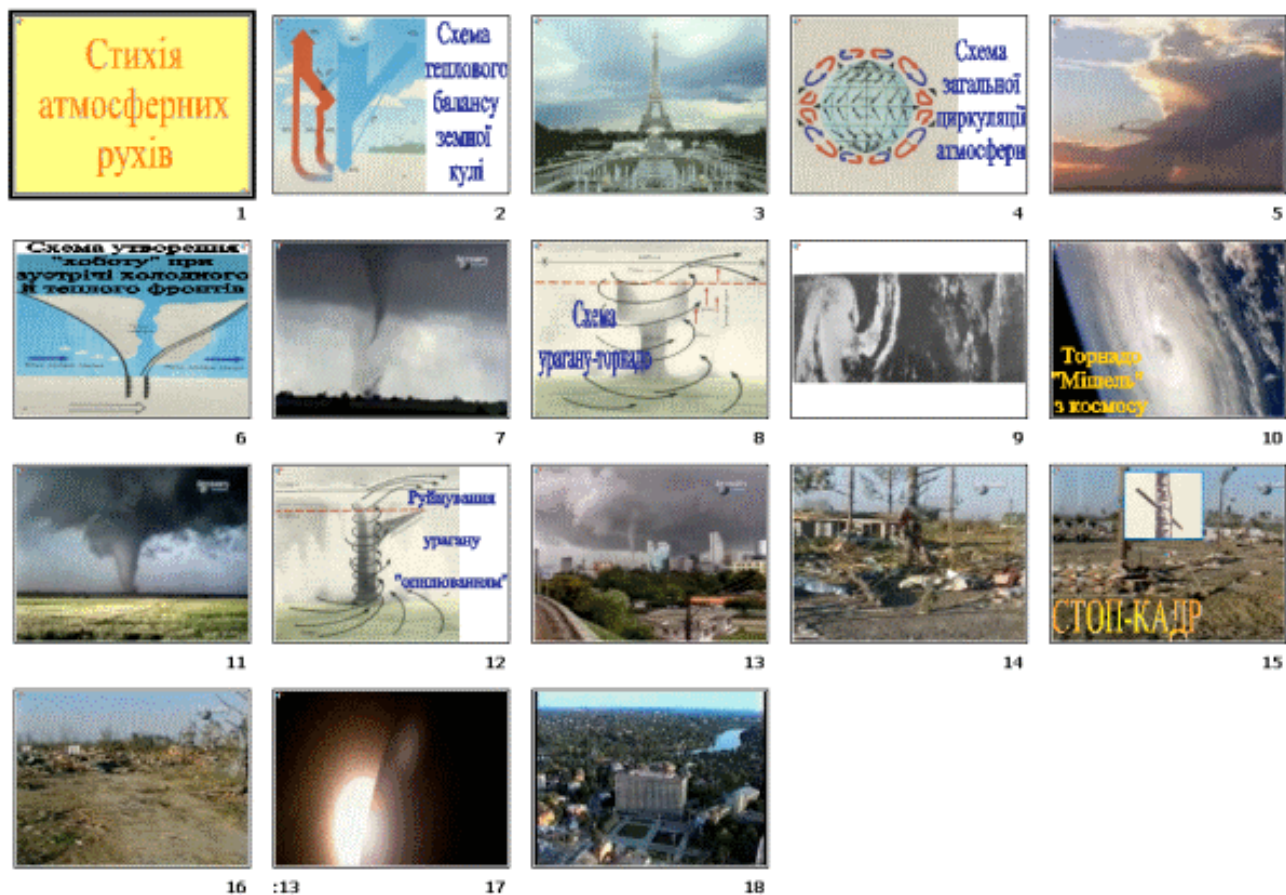 Стихія
атмосферних
рухів
1
Схема
теплового
балансу
земної
кулі
2
3
Схема
загальної
циркуляції
атмосфери
4
5
Схема утворення
"хоботу" при
зустрічі холодного
й теплого фронтів
6
7
Схема
урагану-торнадо
8
9
Торнадо
"Мішель"
з космосу
10
11
Руйнування
урагану
"опилюванням"
12
13
14
СТОП-КАДР
15
16
:13
17
18